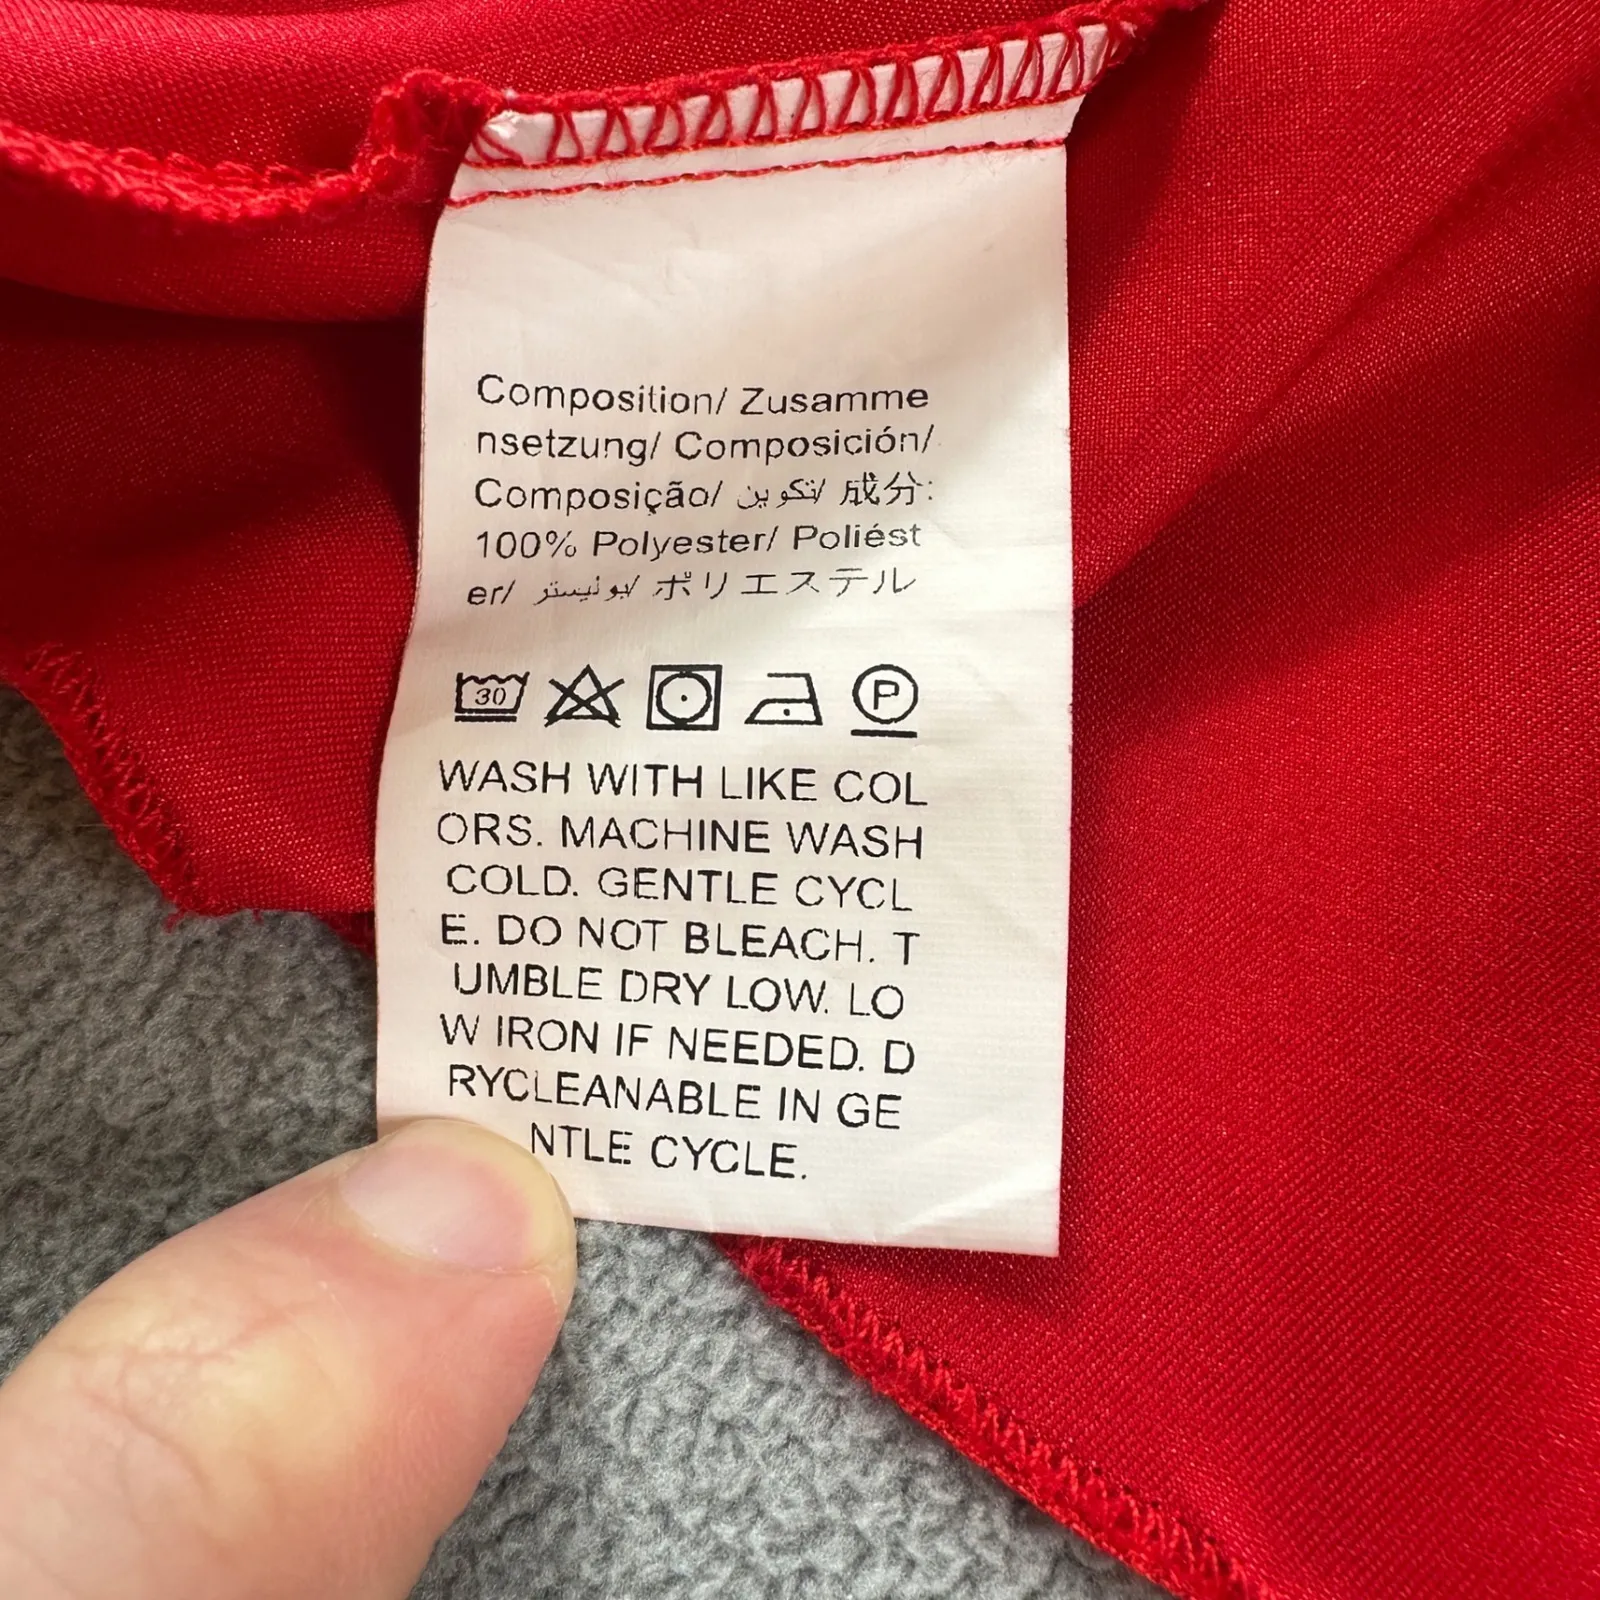 Composition/ Zusamme
nsetzung/ Composición/
Composição/ تكوين/ 成分:
100% Polyester/ Poliést
er/ بوليستر/ ポリエステル
30 P
WASH WITH LIKE COL
ORS. MACHINE WASH
COLD. GENTLE CYCL
E. DO NOT BLEACH. T
UMBLE DRY LOW. LO
W IRON IF NEEDED. D
RYCLEANABLE IN GE
NTLE CYCLE.